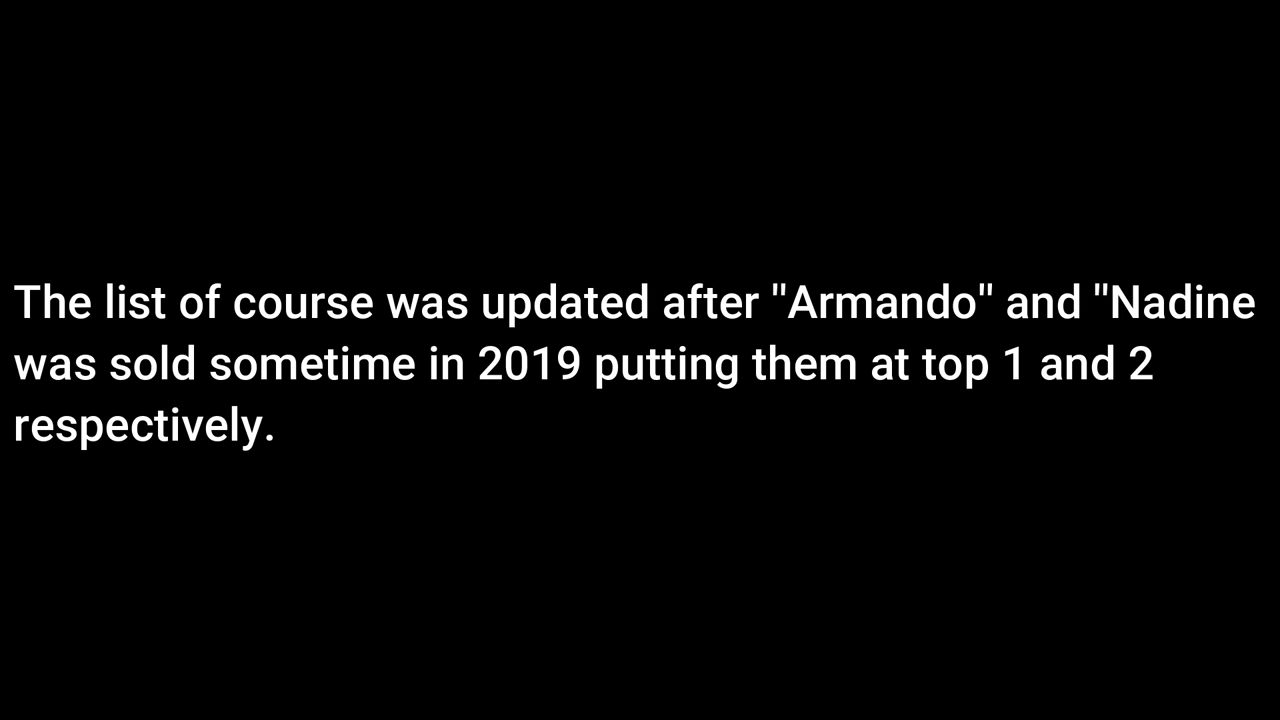 The list of course was updated after "Armando" and "Nadine
was sold sometime in 2019 putting them at top 1 and 2
respectively.